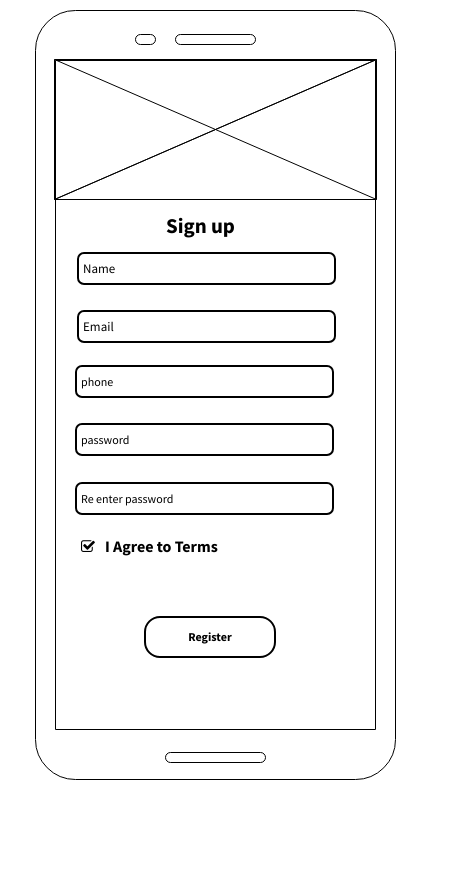 Sign up
Name
Email
phone
password
Re enter password
I Agree to Terms
Register